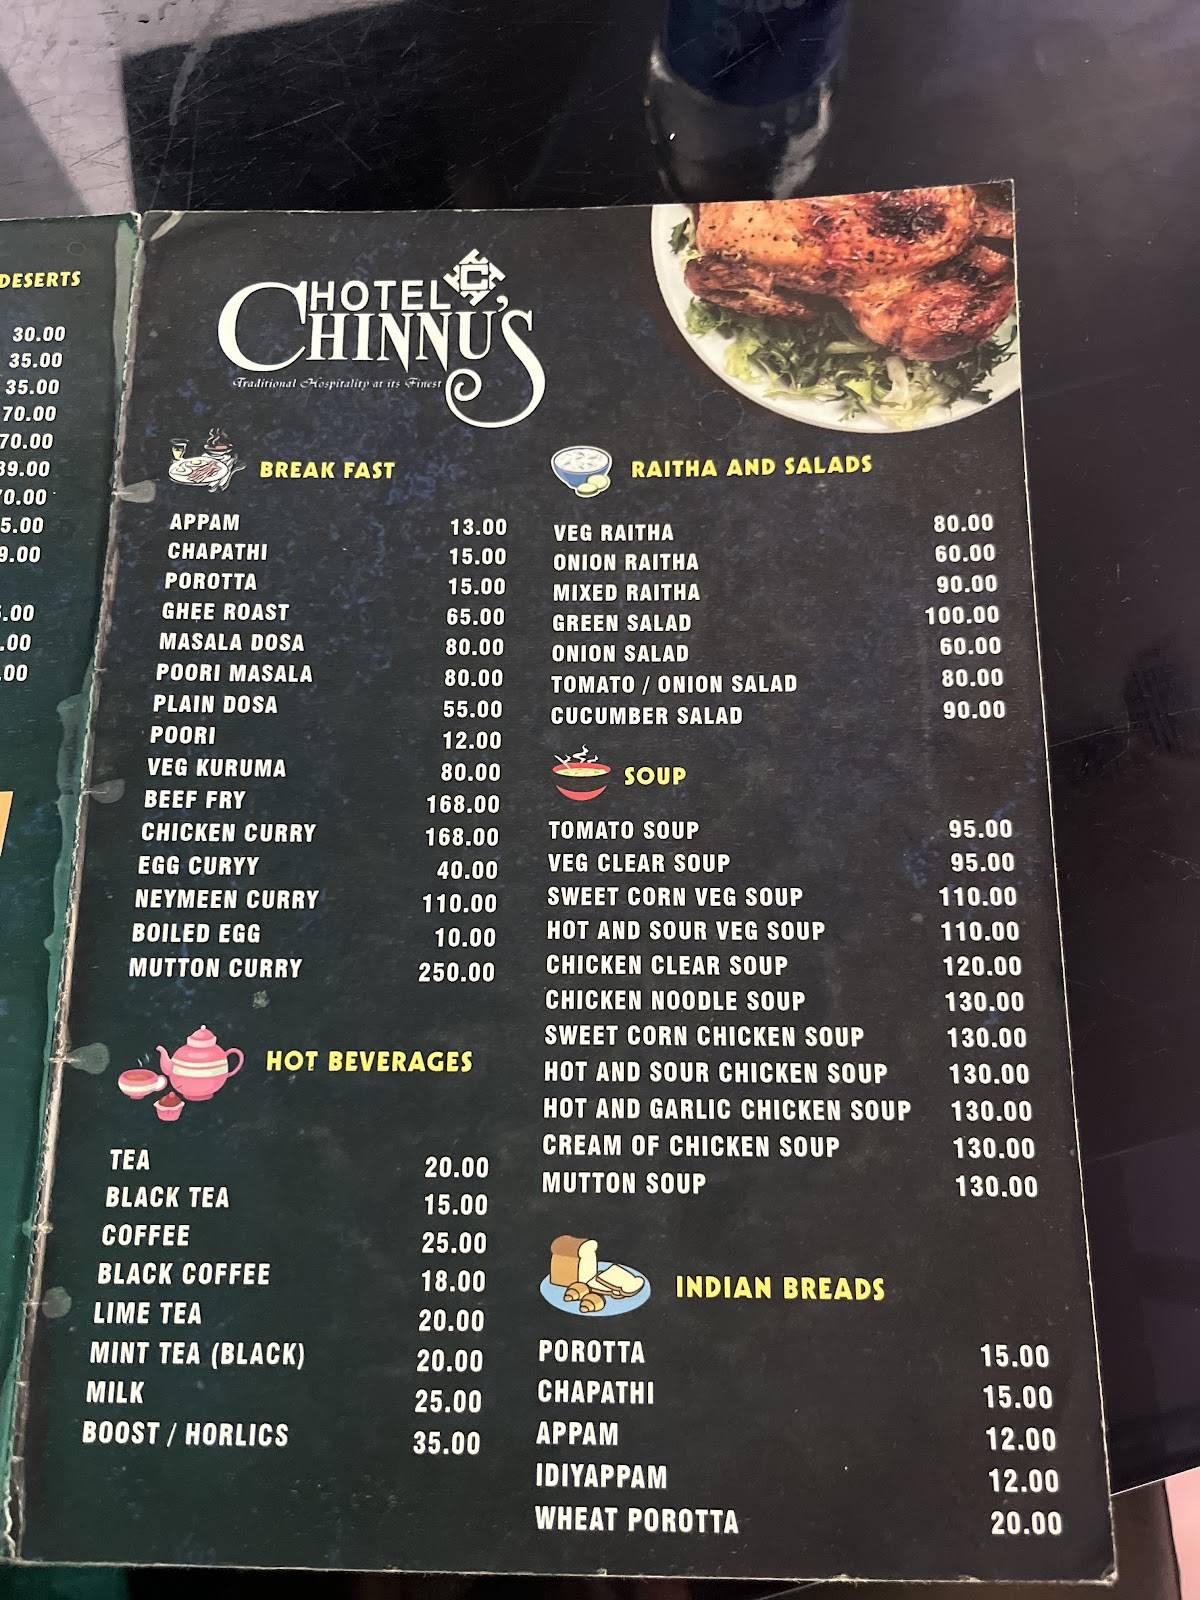 DESERTS
30.00
35.00
35.00
70.00
70.00
HOTEL
CHINNU'S
Traditional Hospitality at its Finest
BREAK FAST
APPAM 13.00
CHAPATHI 15.00
POROTTA 15.00
GHEE ROAST 65.00
MASALA DOSA 80.00
POORI MASALA 80.00
PLAIN DOSA 55.00
POORI 12.00
VEG KURUMA 80.00
BEEF FRY 168.00
CHICKEN CURRY 168.00
EGG CURYY 40.00
NEYMEEN CURRY 110.00
BOILED EGG 10.00
MUTTON CURRY 250.00
HOT BEVERAGES
TEA 20.00
BLACK TEA 15.00
COFFEE 25.00
BLACK COFFEE 18.00
LIME TEA 20.00
MINT TEA (BLACK) 20.00
MILK 25.00
BOOST / HORLICS 35.00
RAITHA AND SALADS
VEG RAITHA 80.00
ONION RAITHA 60.00
MIXED RAITHA 90.00
GREEN SALAD 100.00
ONION SALAD 60.00
TOMATO / ONION SALAD 80.00
CUCUMBER SALAD 90.00
SOUP
TOMATO SOUP 95.00
VEG CLEAR SOUP 95.00
SWEET CORN VEG SOUP 110.00
HOT AND SOUR VEG SOUP 110.00
CHICKEN CLEAR SOUP 120.00
CHICKEN NOODLE SOUP 130.00
SWEET CORN CHICKEN SOUP 130.00
HOT AND SOUR CHICKEN SOUP 130.00
HOT AND GARLIC CHICKEN SOUP 130.00
CREAM OF CHICKEN SOUP 130.00
MUTTON SOUP 130.00
INDIAN BREADS
POROTTA 15.00
CHAPATHI 15.00
APPAM 12.00
IDIYAPPAM 12.00
WHEAT POROTTA 20.00